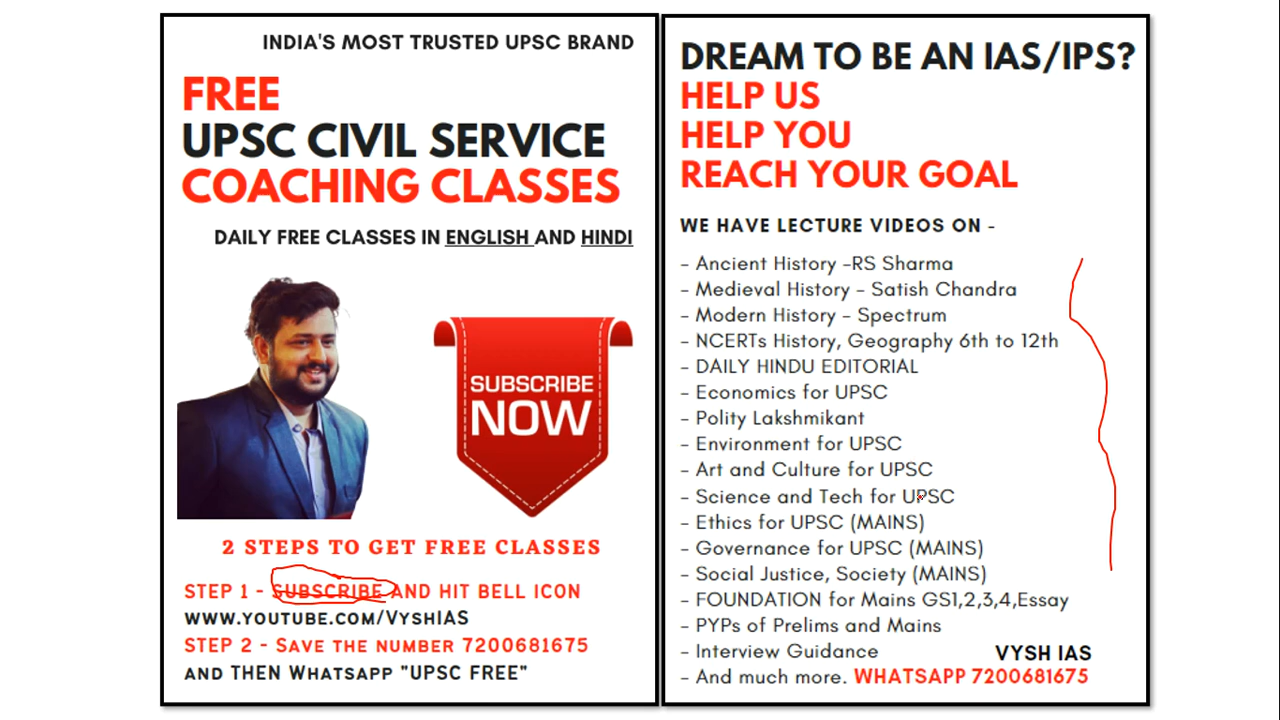 INDIA'S MOST TRUSTED UPSC BRAND
FREE
UPSC CIVIL SERVICE
COACHING CLASSES
DAILY FREE CLASSES IN ENGLISH AND HINDI
SUBSCRIBE
NOW
2 STEPS TO GET FREE CLASSES
STEP 1 - SUBSCRIBE AND HIT BELL ICON
WWW.YOUTUBE.COM/VYSHIAS
STEP 2 - SAVE THE NUMBER 7200681675
AND THEN WHATSAPP "UPSC FREE"
DREAM TO BE AN IAS/IPS?
HELP US
HELP YOU
REACH YOUR GOAL
WE HAVE LECTURE VIDEOS ON -
- Ancient History -RS Sharma
- Medieval History - Satish Chandra
- Modern History - Spectrum
- NCERTs History, Geography 6th to 12th
- DAILY HINDU EDITORIAL
- Economics for UPSC
- Polity Lakshmikant
- Environment for UPSC
- Art and Culture for UPSC
- Science and Tech for UPSC
- Ethics for UPSC (MAINS)
- Governance for UPSC (MAINS)
- Social Justice, Society (MAINS)
- FOUNDATION for Mains GS1,2,3,4,Essay
- PYPs of Prelims and Mains
- Interview Guidance VYSH IAS
- And much more. WHATSAPP 7200681675